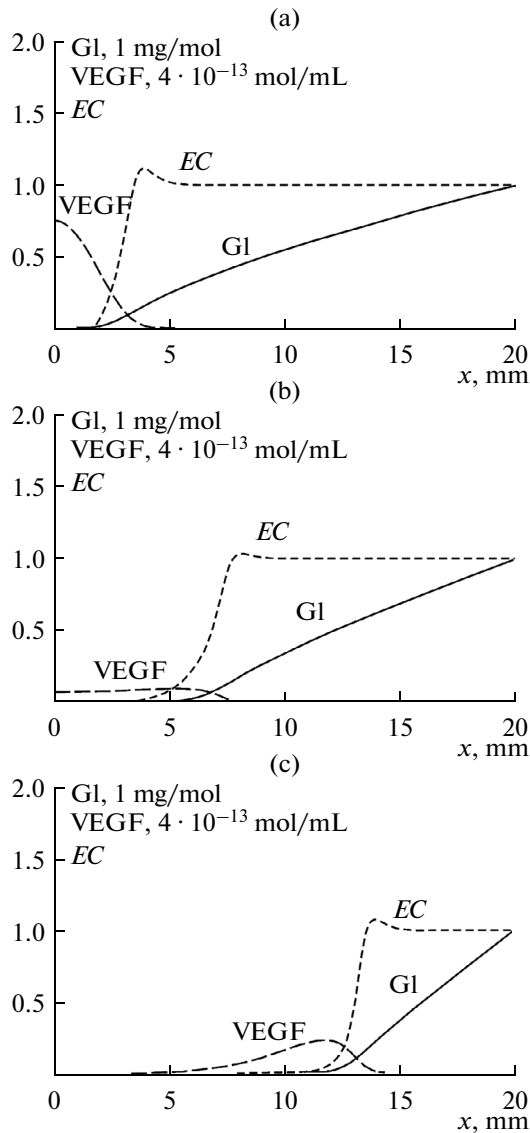 (a)
2.0
Gl, 1 mg/mol
VEGF, 4 · 10⁻¹³ mol/mL
1.5
EC
EC
1.0
VEGF
Gl
0.5
0 5 10 15 20
x, mm
(b)
2.0
Gl, 1 mg/mol
VEGF, 4 · 10⁻¹³ mol/mL
1.5
EC
EC
1.0
Gl
0.5
VEGF
0 5 10 15 20
x, mm
(c)
2.0
Gl, 1 mg/mol
VEGF, 4 · 10⁻¹³ mol/mL
1.5
EC
EC
1.0
Gl
0.5
VEGF
0 5 10 15 20
x, mm